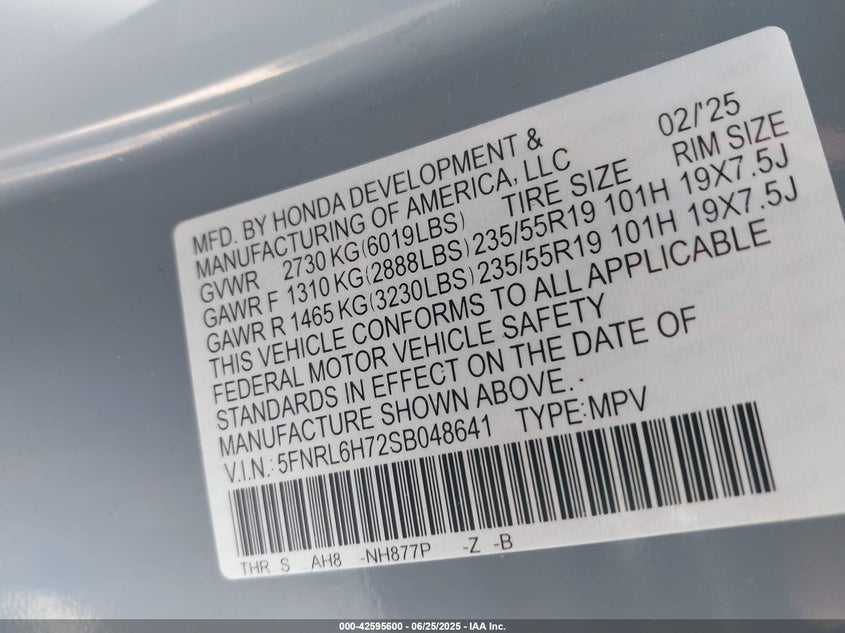 MFD. BY HONDA DEVELOPMENT & 02/'25
MANUFACTURING OF AMERICA, LLC
GVWR 2730 KG(6019LBS) TIRE SIZE RIM SIZE
GAWR F 1310 KG(2888LBS) 235/55R19 101H 19X7.5J
GAWR R 1465 KG(3230LBS) 235/55R19 101H 19X7.5J
THIS VEHICLE CONFORMS TO ALL APPLICABLE
FEDERAL MOTOR VEHICLE SAFETY
STANDARDS IN EFFECT ON THE DATE OF
MANUFACTURE SHOWN ABOVE.
V.I.N.: 5FNRL6H72SB048641 TYPE:MPV
THR S AH8 -NH877P -Z -B
000-42595600 - 06/25/2025 - IAA Inc.